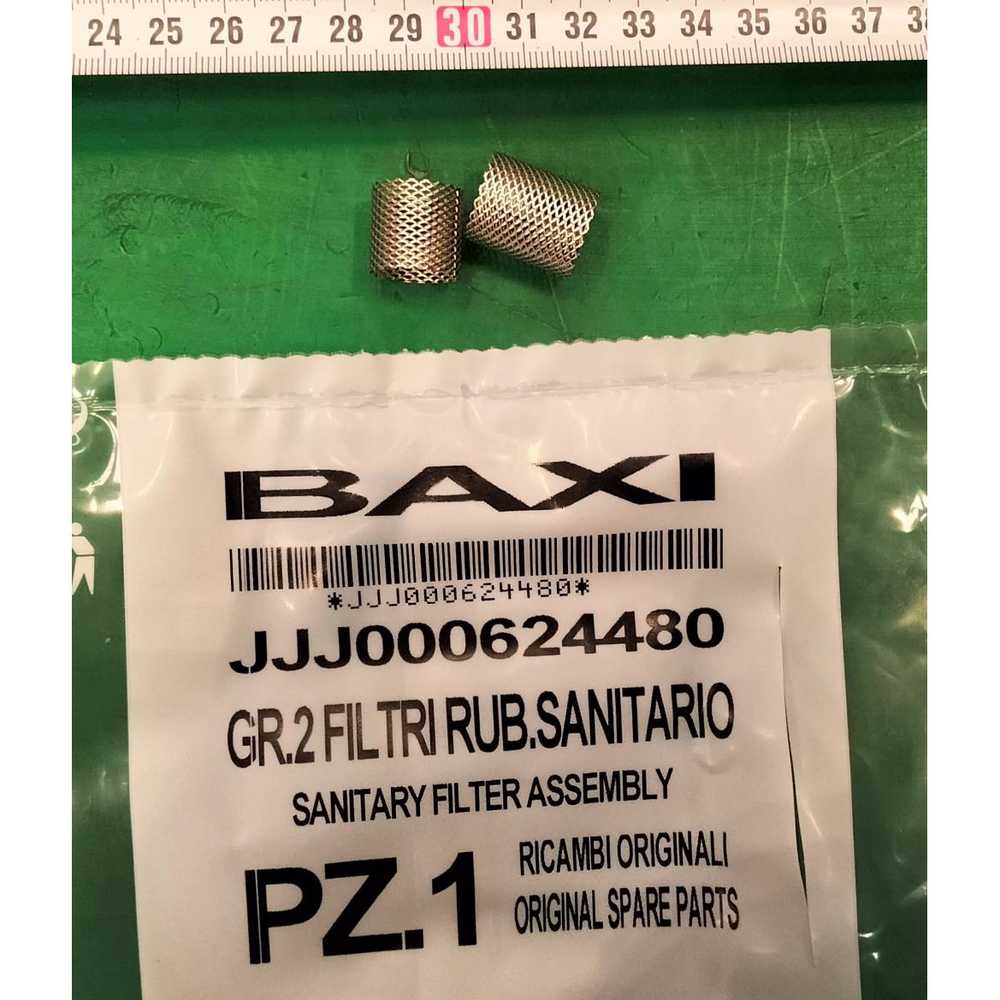 24 25 26 27 28 29 30 31 32 33 34 35 36 37 38
BAXI
*JJJ000624480*
JJJ000624480
GR.2 FILTRI RUB.SANITARIO
SANITARY FILTER ASSEMBLY
PZ.1
RICAMBI ORIGINALI
ORIGINAL SPARE PARTS